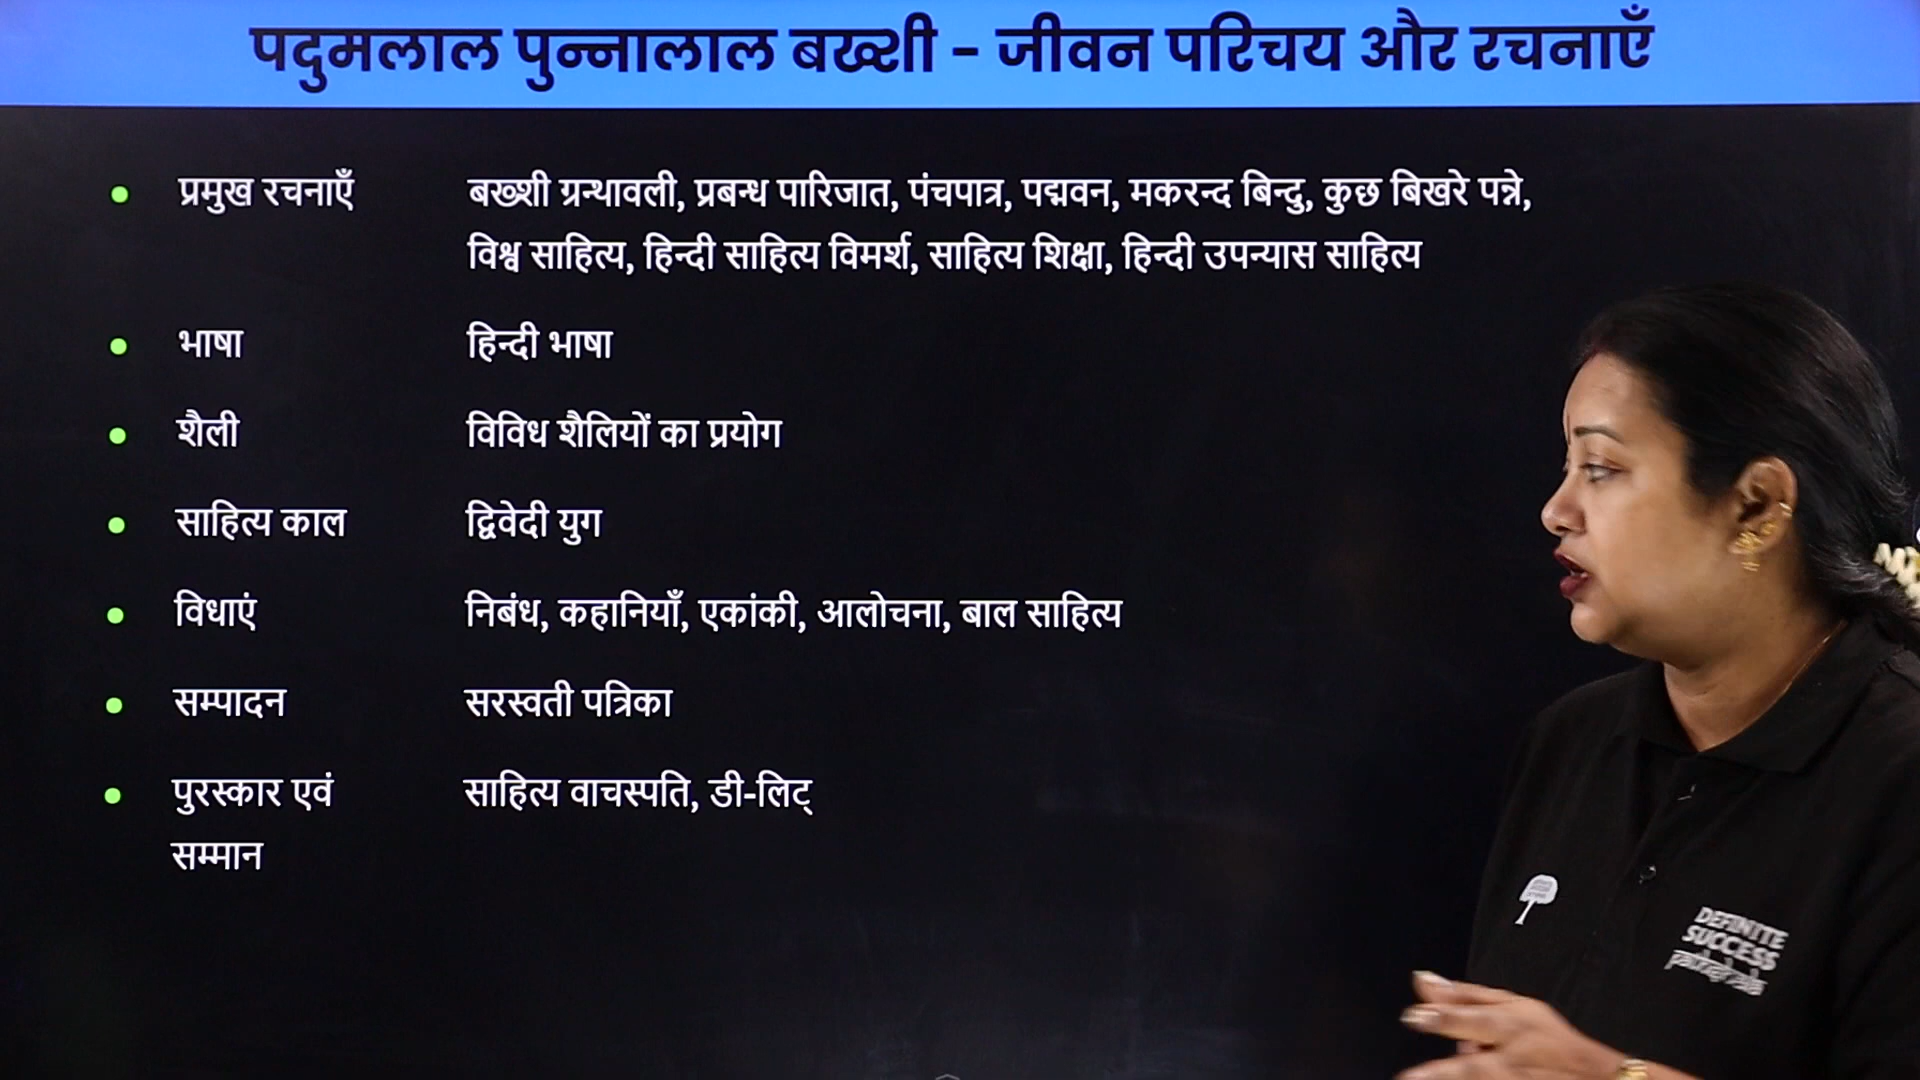 पदुमलाल पुन्नालाल बख्शी - जीवन परिचय और रचनाएँ
प्रमुख रचनाएँ बख्शी ग्रन्थावली, प्रबन्ध पारिजात, पंचपात्र, पद्मवन, मकरन्द बिन्दु, कुछ बिखरे पन्ने,
विश्व साहित्य, हिन्दी साहित्य विमर्श, साहित्य शिक्षा, हिन्दी उपन्यास साहित्य
भाषा हिन्दी भाषा
शैली विविध शैलियों का प्रयोग
साहित्य काल द्विवेदी युग
विधाएं निबंध, कहानियाँ, एकांकी, आलोचना, बाल साहित्य
सम्पादन सरस्वती पत्रिका
पुरस्कार एवं साहित्य वाचस्पति, डी-लिट्
सम्मान
DEFINITE
SUCCESS